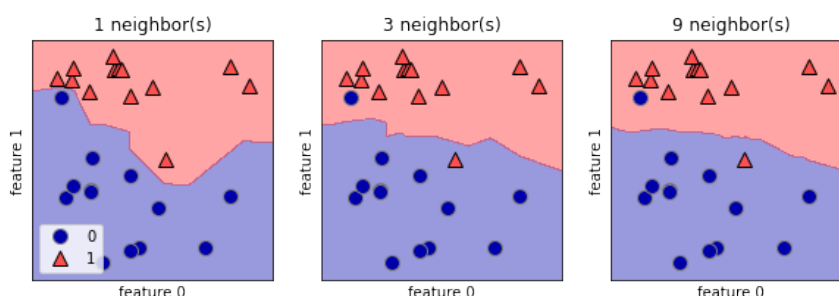 1 neighbor(s)
3 neighbor(s)
9 neighbor(s)
feature 1
feature 1
feature 1
0
1
feature 0
feature 0
feature 0